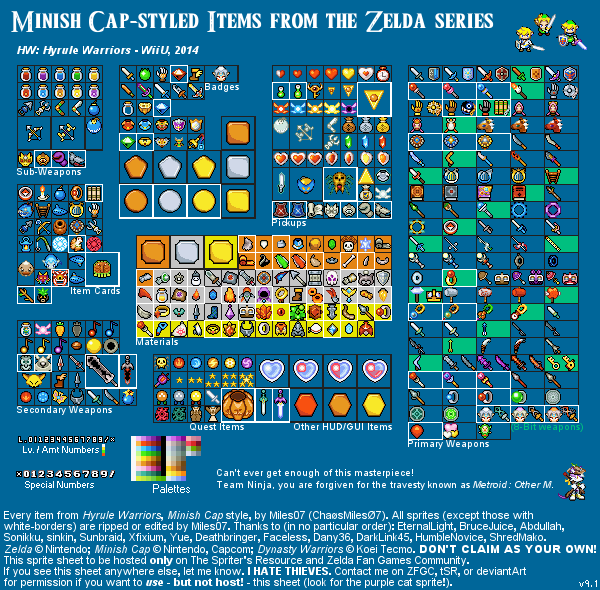 MINISH CAP-STYLED ITEMS FROM THE ZELDA SERIES
HW: Hyrule Warriors - WiiU, 2014
Badges
Sub-Weapons
Pickups
Item Cards
Materials
Secondary Weapons
Quest Items
Other HUD/GUI Items
(8-Bit weapons)
Primary Weapons
L.01123456789/×
Lv. / Amt Numbers
×0123456789/
Special Numbers
Palettes
Can't ever get enough of this masterpiece!
Team Ninja, you are forgiven for the travesty known as Metroid: Other M.
Every item from Hyrule Warriors, Minish Cap style, by Miles07 (ChaosMesØ7). All sprites (except those with
white-borders) are ripped or edited by Miles07. Thanks to (in no particular order): EternalLight, BruceJuice, Abdullah,
Sonikku, sinkin, Sunbraid, Xfixium, Yue, Deathbringer, Faceless, Dany36, DarkLink45, HumbleNovice, ShredMako.
Zelda © Nintendo; Minish Cap © Nintendo, Capcom; Dynasty Warriors © Koei Tecmo. DON'T CLAIM AS YOUR OWN!
This sprite sheet to be hosted only on The Spriter's Resource and Zelda Fan Games Community.
If you see this sheet anywhere else, let me know. I HATE THIEVES. Contact me on ZFGC, tSR, or deviantArt
for permission if you want to use - but not host! - this sheet (look for the purple cat sprite!).
v9.1